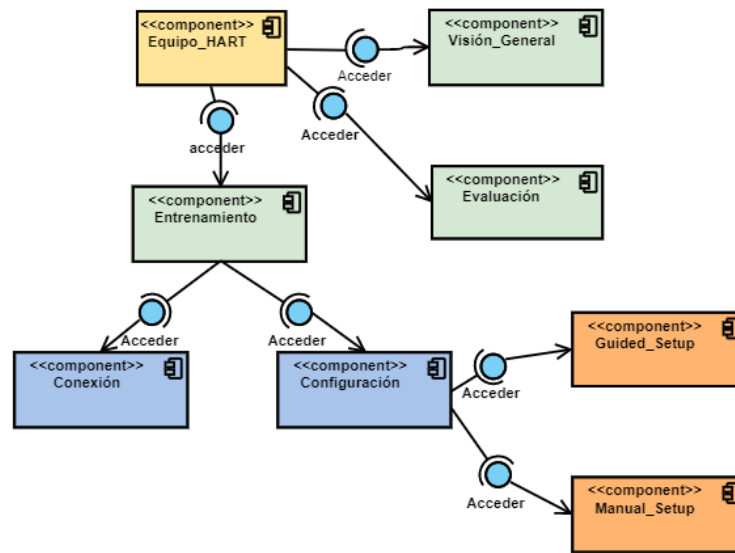 <<component>>
Equipo_HART
<<component>>
Visión_General
Acceder
Acceder
acceder
<<component>>
Evaluación
<<component>>
Entrenamiento
Acceder
Acceder
<<component>>
Guided_Setup
<<component>>
Conexión
<<component>>
Configuración
Acceder
<<component>>
Manual_Setup
Acceder